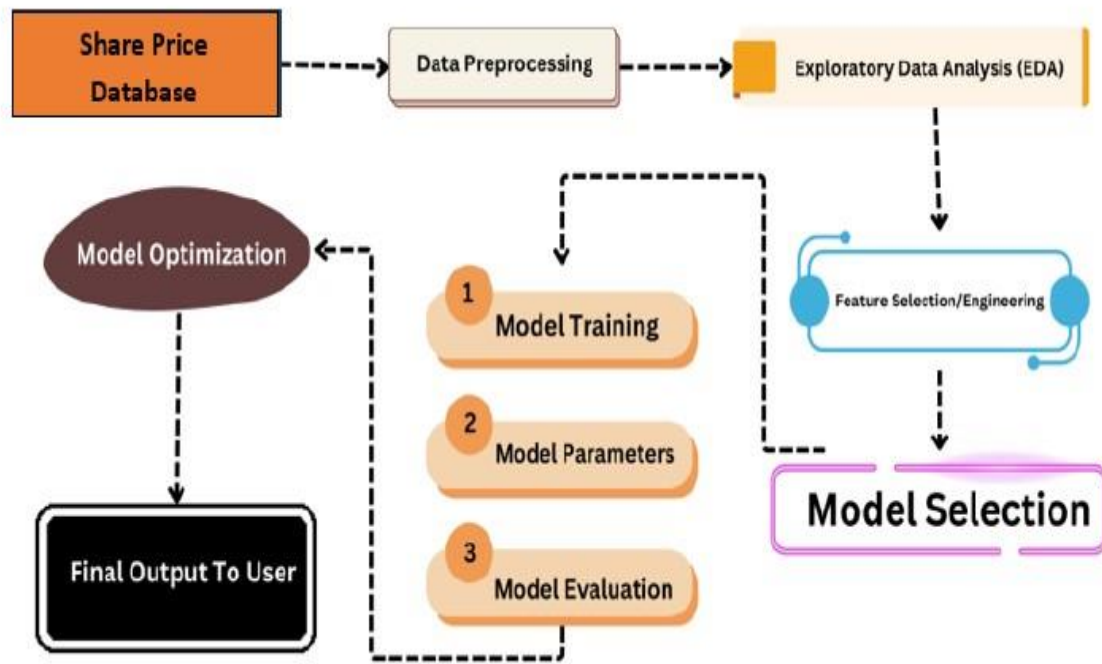 Share Price
Database
Data Preprocessing
Exploratory Data Analysis (EDA)
Feature Selection/Engineering
Model Selection
1
Model Training
2
Model Parameters
3
Model Evaluation
Model Optimization
Final Output To User